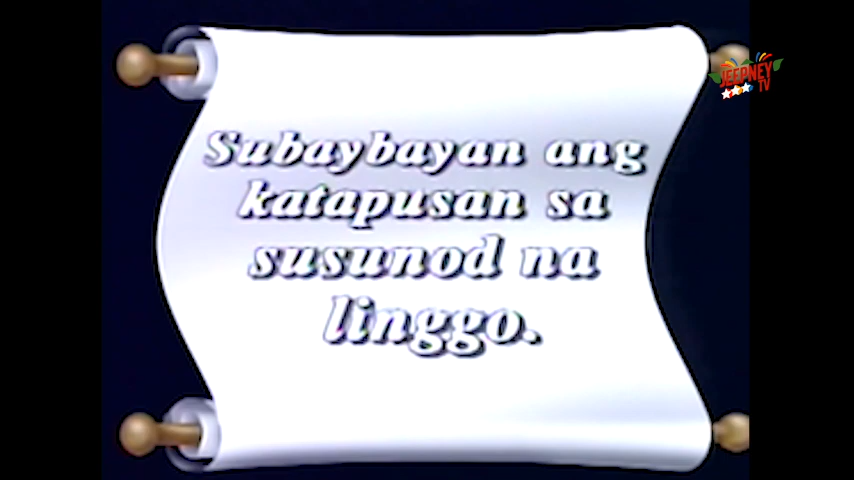 JEEPNEY
TV
Subaybayan ang
katapusan sa
susunod na
linggo.